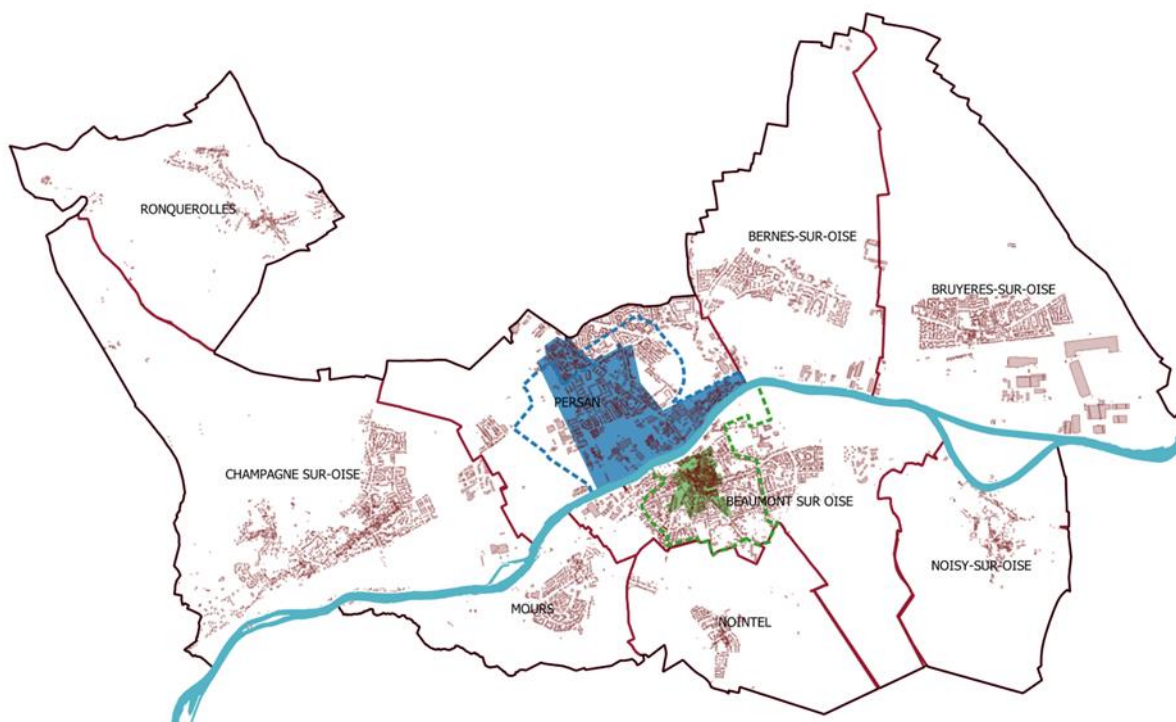 RONQUEROLLES
BERNES-SUR-OISE
BRUYERES-SUR-OISE
PERSAN
CHAMPAGNE SUR-OISE
BEAUMONT SUR OISE
NOISY-SUR-OISE
MOURS
NOINTEL